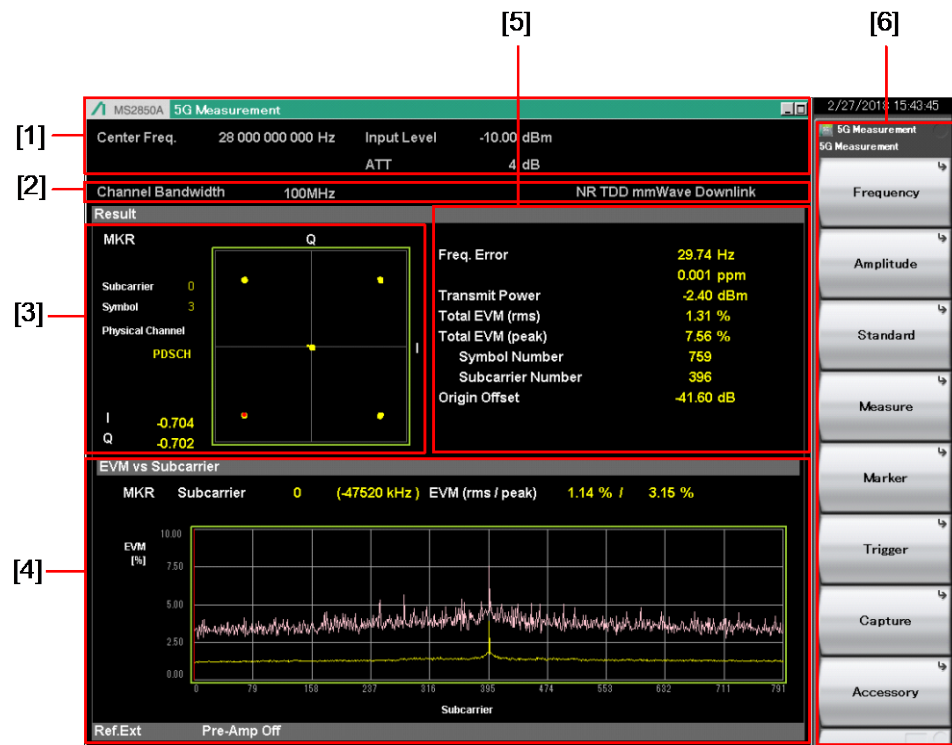 [5] [6]
MS2850A 5G Measurement
2/27/2018 15:43:45
[1]
Center Freq. 28 000 000 000 Hz Input Level -10.00 dBm
ATT 4 dB
5G Measurement
5G Measurement
[2]
Channel Bandwidth 100MHz NR TDD mmWave Downlink
Frequency
Result
[3]
MKR
Q
Subcarrier 0
Symbol 3
Physical Channel
PDSCH
I
I -0.704
Q -0.702
Freq. Error 29.74 Hz
0.001 ppm
Transmit Power -2.40 dBm
Total EVM (rms) 1.31 %
Total EVM (peak) 7.56 %
Symbol Number 759
Subcarrier Number 396
Origin Offset -41.60 dB
Amplitude
Standard
Measure
[4]
EVM vs Subcarrier
MKR Subcarrier 0 (-47520 kHz ) EVM (rms / peak) 1.14 % / 3.15 %
EVM
[%]
10.00
7.50
5.00
2.50
0.00
0 79 158 237 316 395 474 553 632 711 791
Subcarrier
Marker
Trigger
Capture
Accessory
Ref.Ext Pre-Amp Off